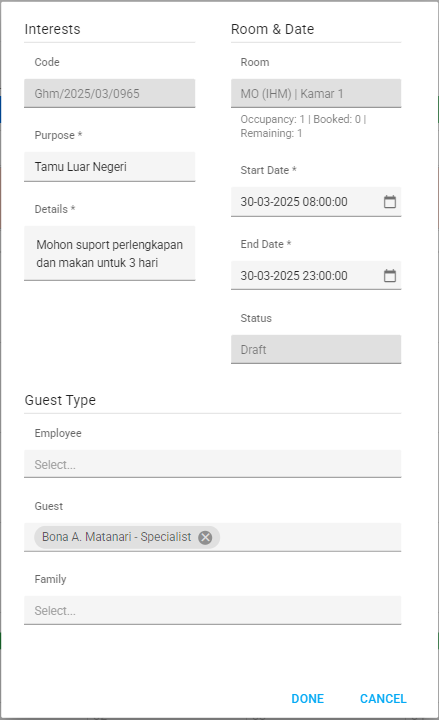 Interests
Code
Ghm/2025/03/0965
Purpose *
Tamu Luar Negeri
Details *
Mohon suport perlengkapan
dan makan untuk 3 hari
Room & Date
Room
MO (IHM) | Kamar 1
Occupancy: 1 | Booked: 0 |
Remaining: 1
Start Date *
30-03-2025 08:00:00
End Date *
30-03-2025 23:00:00
Status
Draft
Guest Type
Employee
Select...
Guest
Bona A. Matanari - Specialist
Family
Select...
DONE
CANCEL